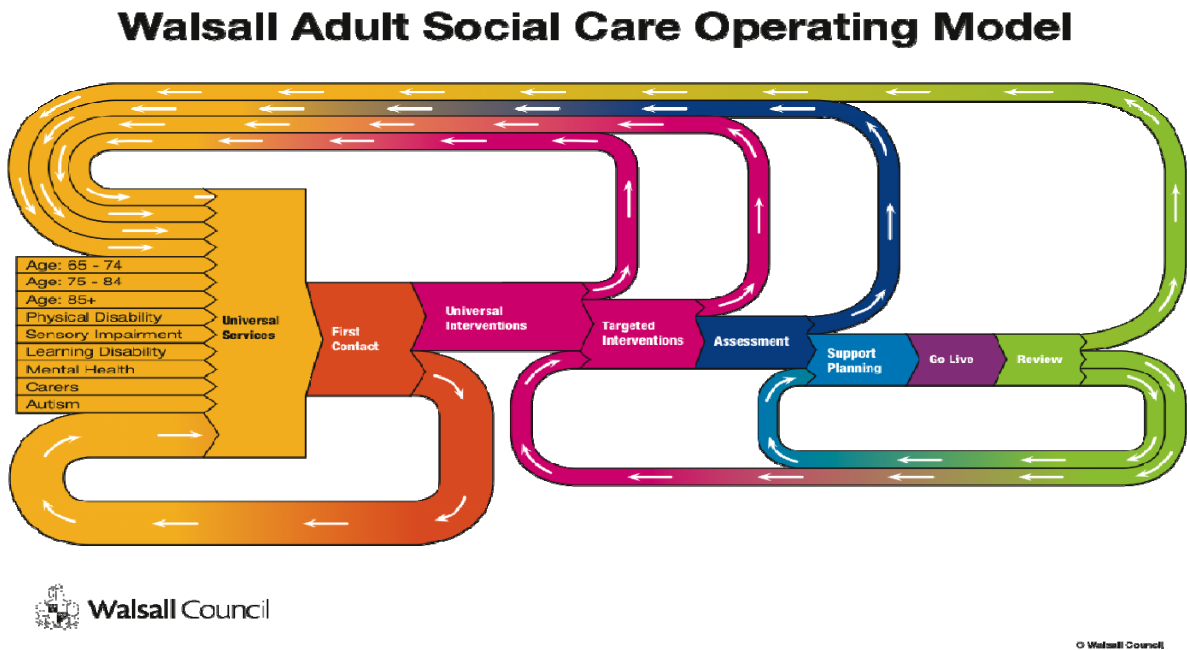 Walsall Adult Social Care Operating Model
Age: 65 - 74
Age: 75 - 84
Age: 85+
Physical Disability
Sensory Impairment
Learning Disability
Mental Health
Carers
Autism
Universal
Services
First
Contact
Universal
Interventions
Targeted
Interventions
Assessment
Support
Planning
Go Live
Review
Walsall Council
© Walsall Council